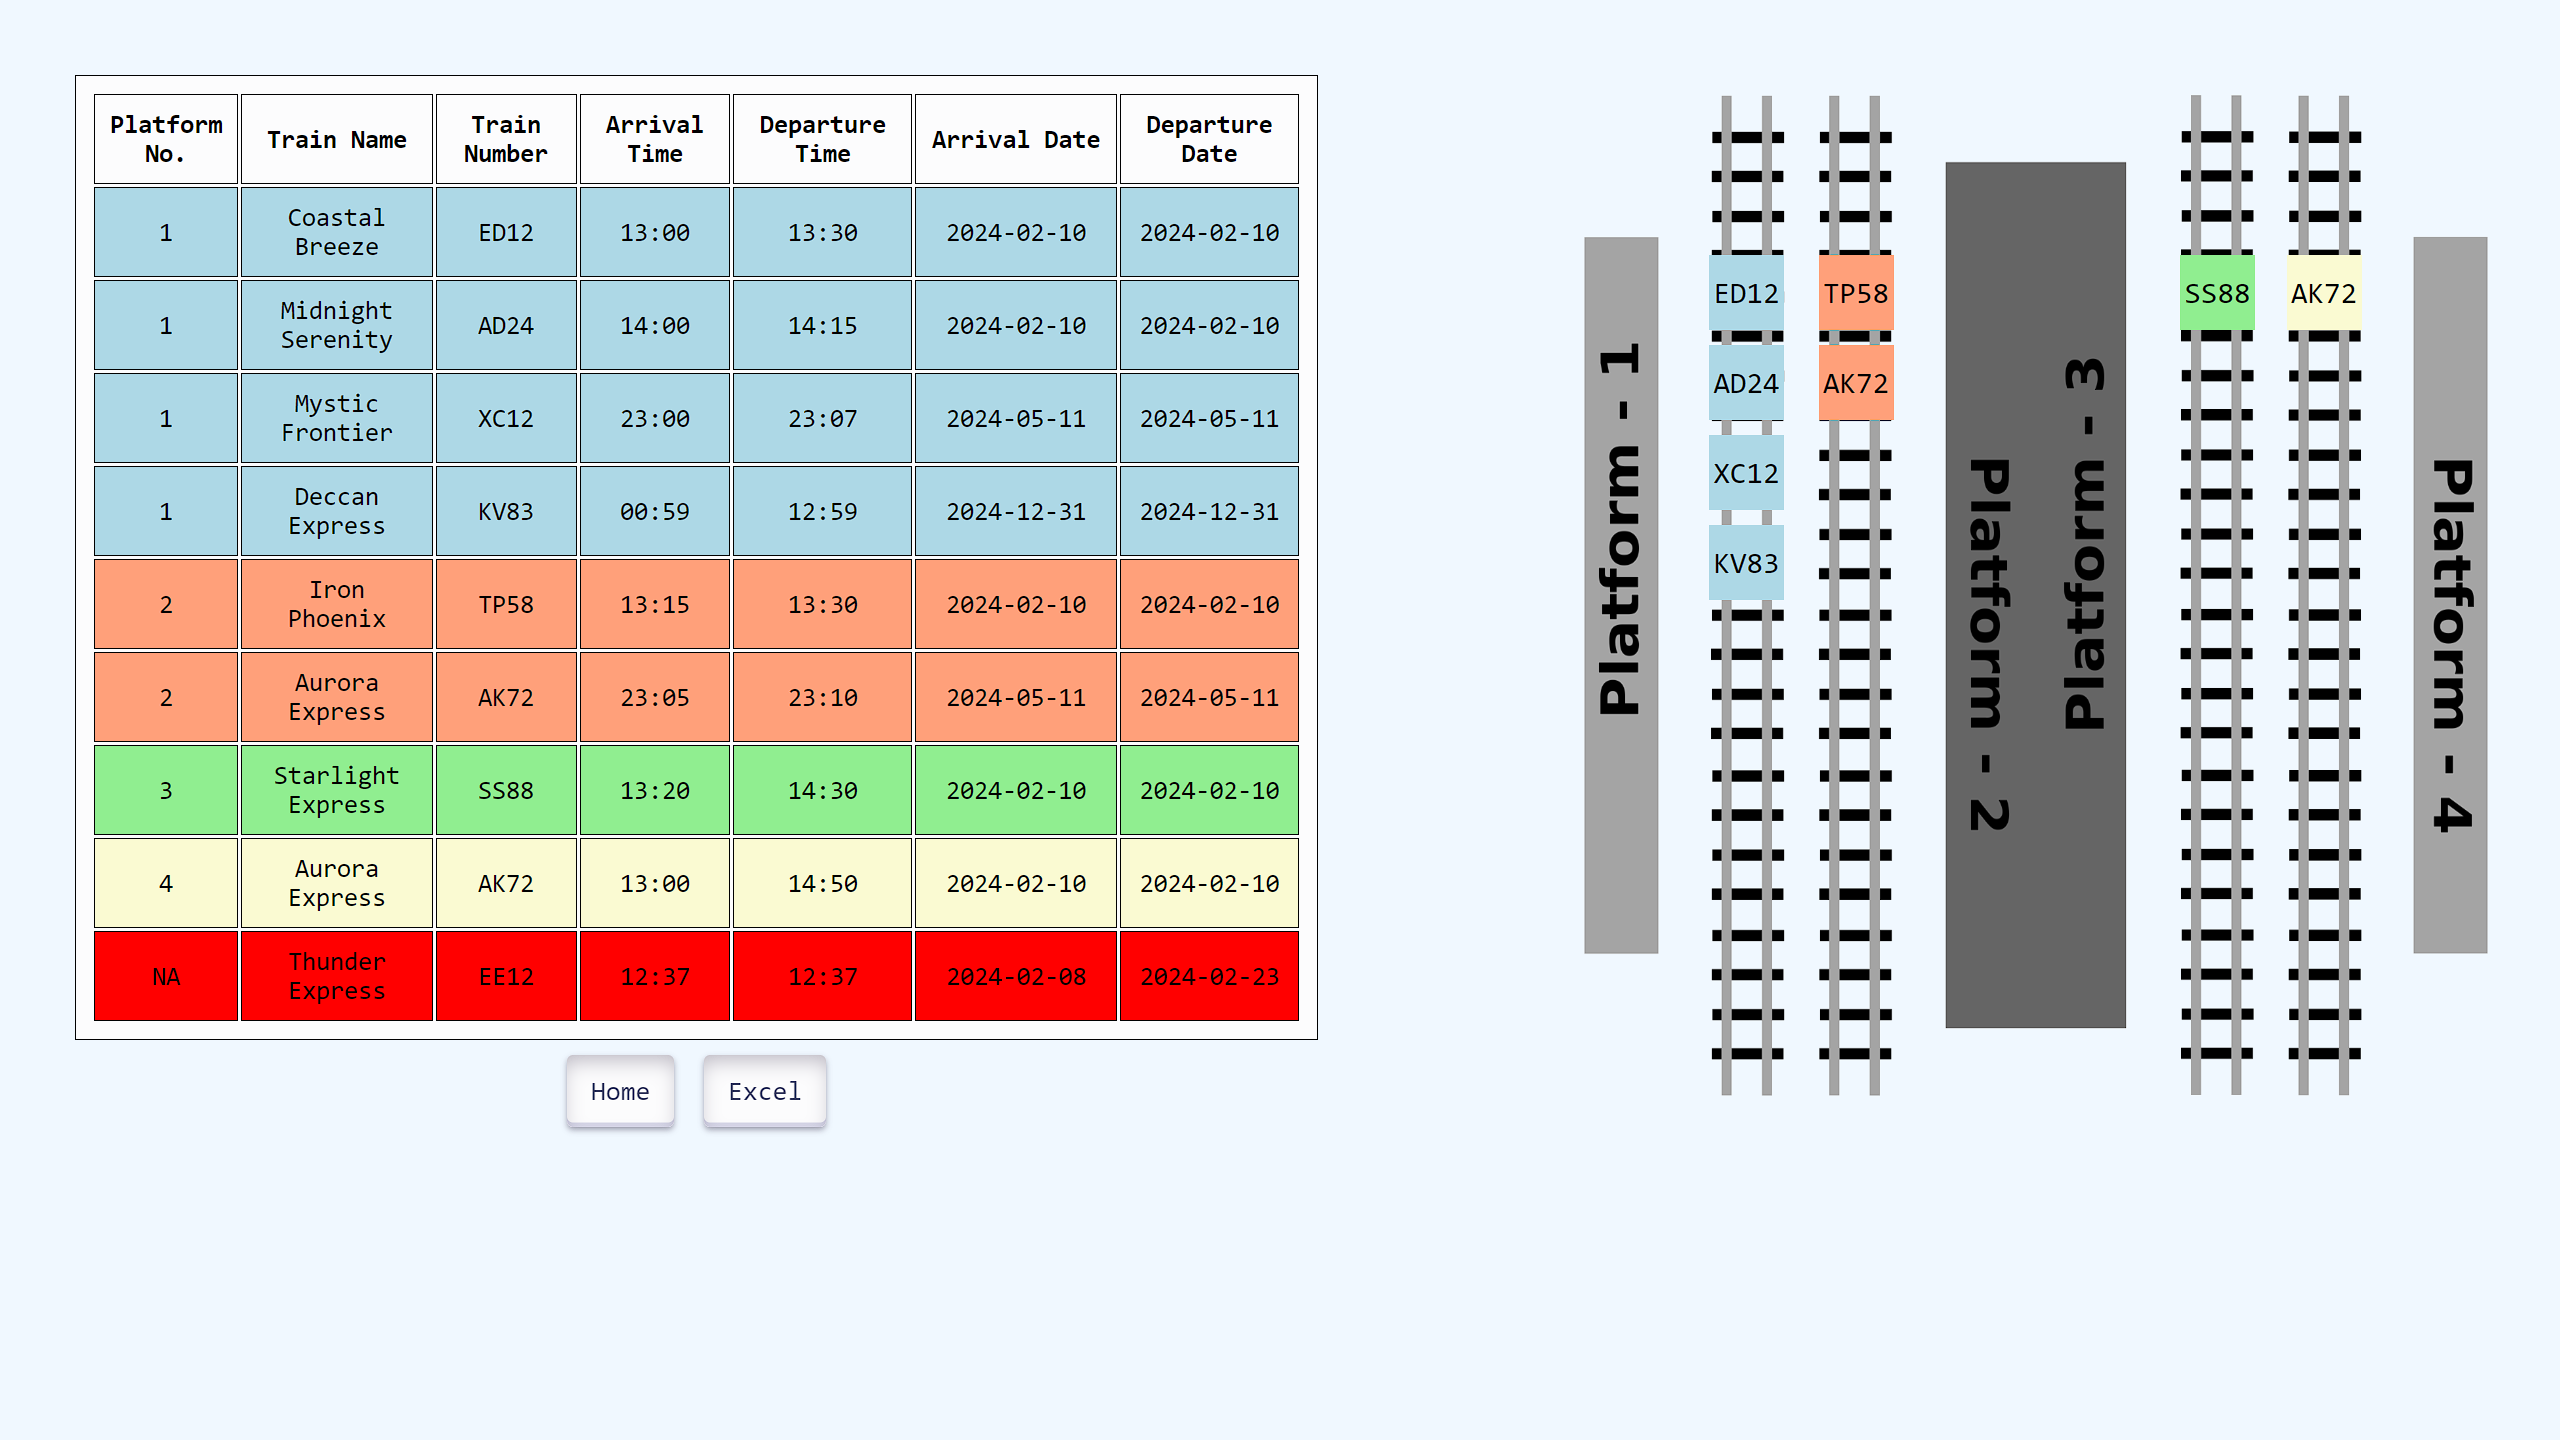 Platform No. Train Name Train Number Arrival Time Departure Time Arrival Date Departure Date
1 Coastal Breeze ED12 13:00 13:30 2024-02-10 2024-02-10
1 Midnight Serenity AD24 14:00 14:15 2024-02-10 2024-02-10
1 Mystic Frontier XC12 23:00 23:07 2024-05-11 2024-05-11
1 Deccan Express KV83 00:59 12:59 2024-12-31 2024-12-31
2 Iron Phoenix TP58 13:15 13:30 2024-02-10 2024-02-10
2 Aurora Express AK72 23:05 23:10 2024-05-11 2024-05-11
3 Starlight Express SS88 13:20 14:30 2024-02-10 2024-02-10
4 Aurora Express AK72 13:00 14:50 2024-02-10 2024-02-10
NA Thunder Express EE12 12:37 12:37 2024-02-08 2024-02-23
Home Excel
Platform - 1
ED12
AD24
XC12
KV83
TP58
AK72
Platform - 2
Platform - 3
SS88
AK72
Platform - 4